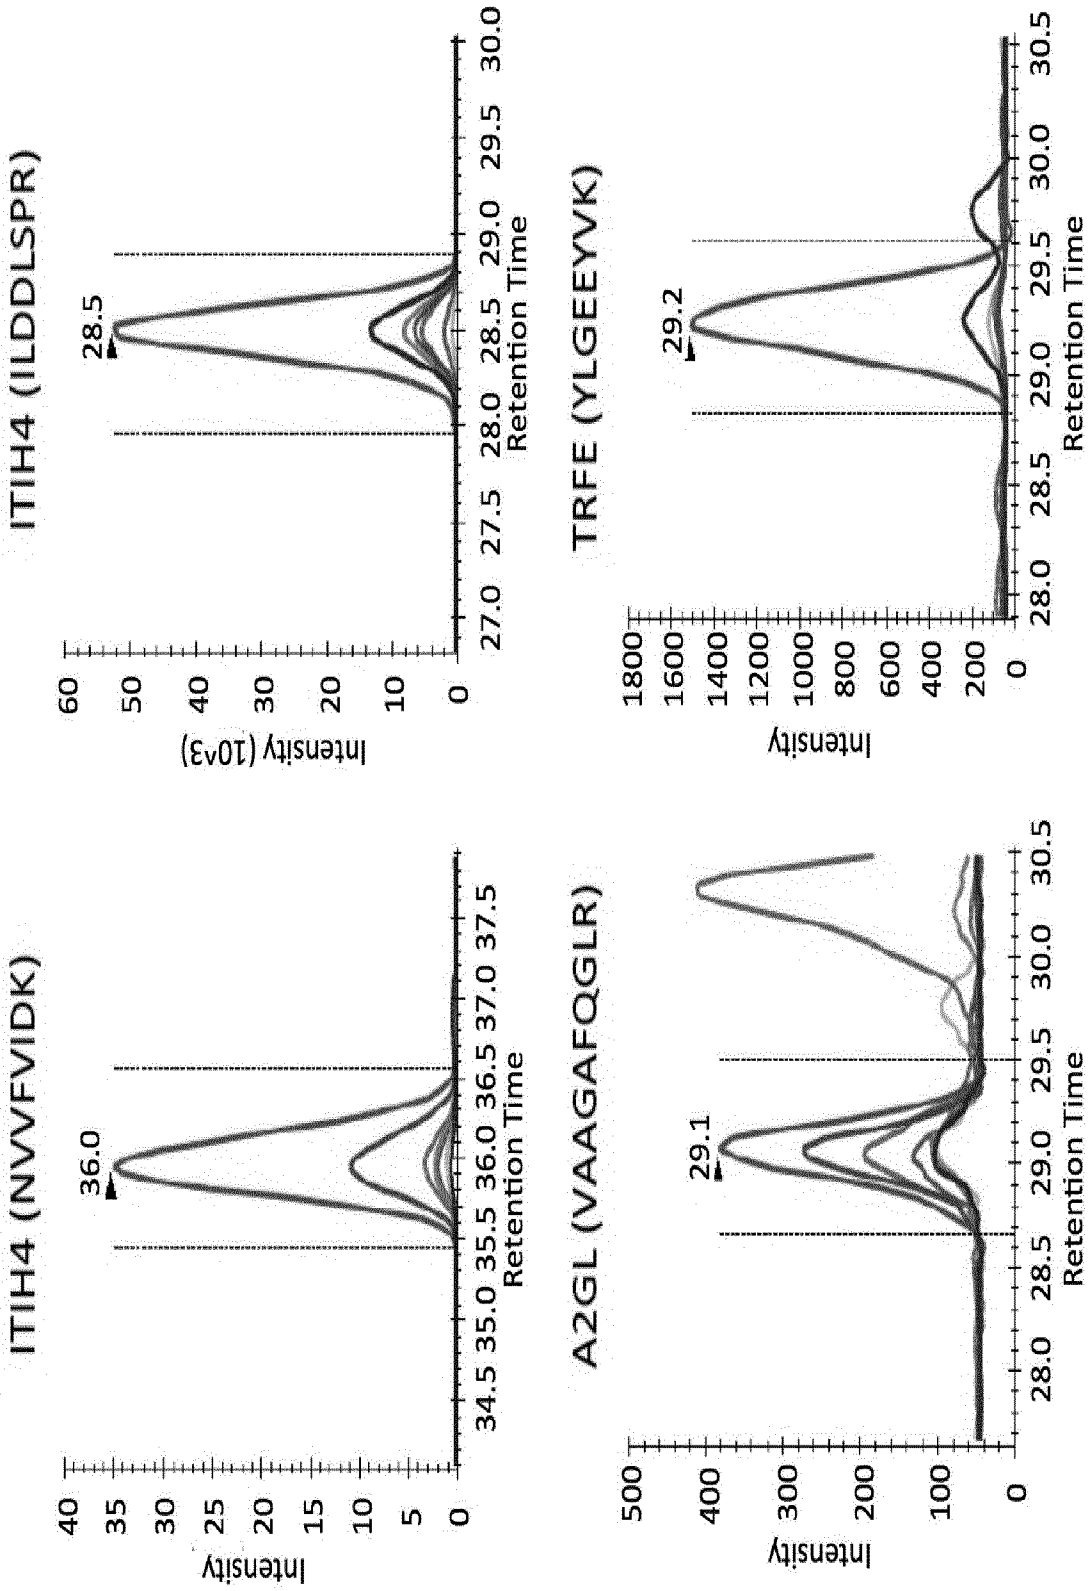 ITIH4 (NVVFVIDK)
36.0
40
35
30
25
20
15
10
5
0
Intensity
34.5 35.0 35.5 36.0 36.5 37.0 37.5
Retention Time
ITIH4 (ILDDLSPR)
28.5
60
50
40
30
20
10
0
Intensity (10^3)
27.0 27.5 28.0 28.5 29.0 29.5 30.0
Retention Time
A2GL (VAAGAFQGLR)
29.1
500
400
300
200
100
0
Intensity
28.0 28.5 29.0 29.5 30.0 30.5
Retention Time
TRFE (YLGEEYVK)
29.2
1800
1600
1400
1200
1000
800
600
400
200
0
Intensity
28.0 28.5 29.0 29.5 30.0 30.5
Retention Time